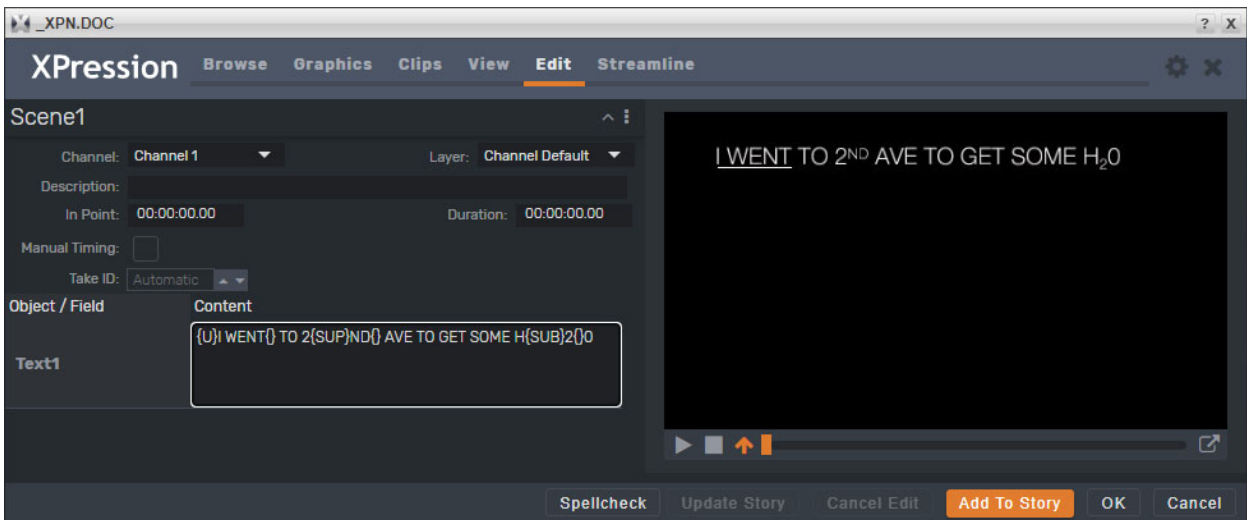 _XPN.DOC ? X
XPression Browse Graphics Clips View Edit Streamline
Scene1
Channel: Channel 1 Layer: Channel Default
Description:
In Point: 00:00:00.00 Duration: 00:00:00.00
Manual Timing:
Take ID: Automatic
Object / Field Content
Text1 {U}I WENT{} TO 2{SUP}ND{} AVE TO GET SOME H{SUB}2{}0
I WENT TO 2ᴺᴰ AVE TO GET SOME H₂0
Spellcheck Update Story Cancel Edit Add To Story OK Cancel